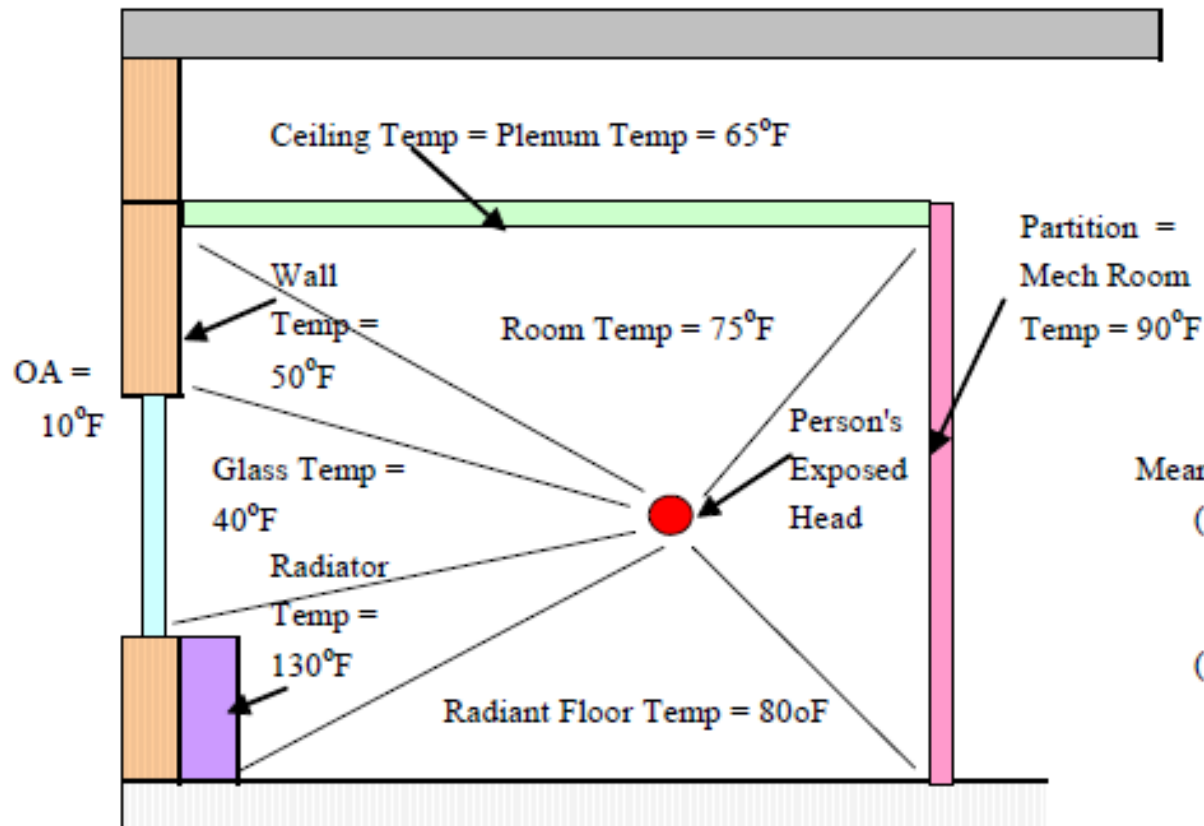 Ceiling Temp = Plenum Temp = 65°F
Wall
Temp =
50°F
Room Temp = 75°F
Partition =
Mech Room
Temp = 90°F
OA =
10°F
Glass Temp =
40°F
Person's
Exposed
Head
Radiator
Temp =
130°F
Radiant Floor Temp = 80oF
Mean
(
(